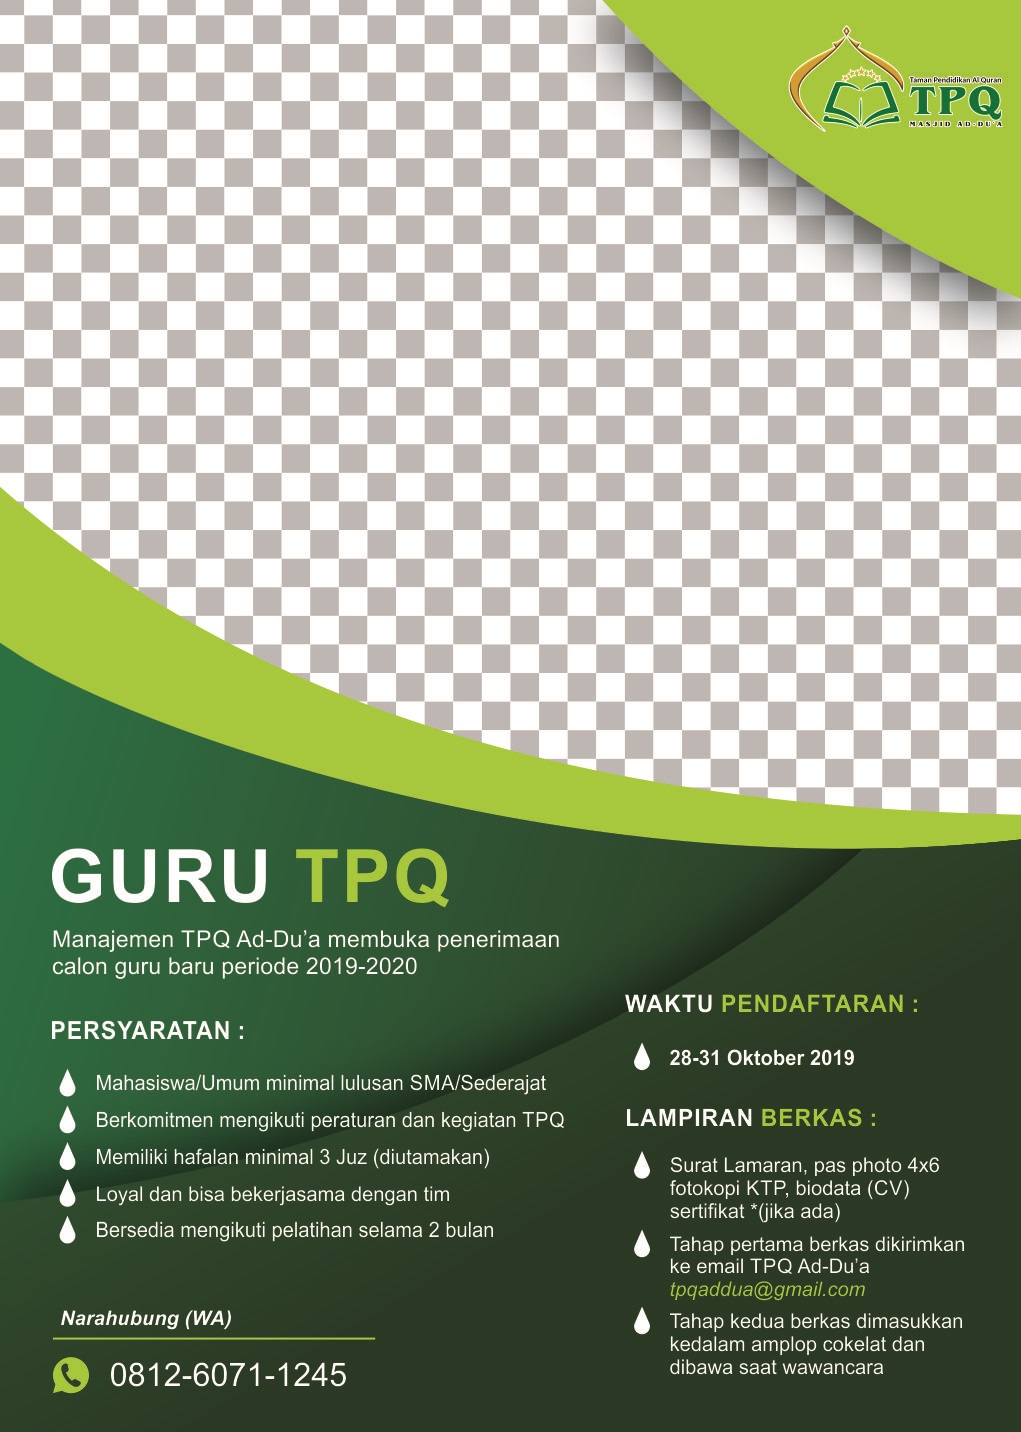 Taman Pendidikan Al Quran
TPQ
MASJID AD-DU'A
GURU TPQ
Manajemen TPQ Ad-Du’a membuka penerimaan
calon guru baru periode 2019-2020
PERSYARATAN :
Mahasiswa/Umum minimal lulusan SMA/Sederajat
Berkomitmen mengikuti peraturan dan kegiatan TPQ
Memiliki hafalan minimal 3 Juz (diutamakan)
Loyal dan bisa bekerjasama dengan tim
Bersedia mengikuti pelatihan selama 2 bulan
Narahubung (WA)
0812-6071-1245
WAKTU PENDAFTARAN :
28-31 Oktober 2019
LAMPIRAN BERKAS :
Surat Lamaran, pas photo 4x6
fotokopi KTP, biodata (CV)
sertifikat *(jika ada)
Tahap pertama berkas dikirimkan
ke email TPQ Ad-Du’a
tpqaddua@gmail.com
Tahap kedua berkas dimasukkan
kedalam amplop cokelat dan
dibawa saat wawancara